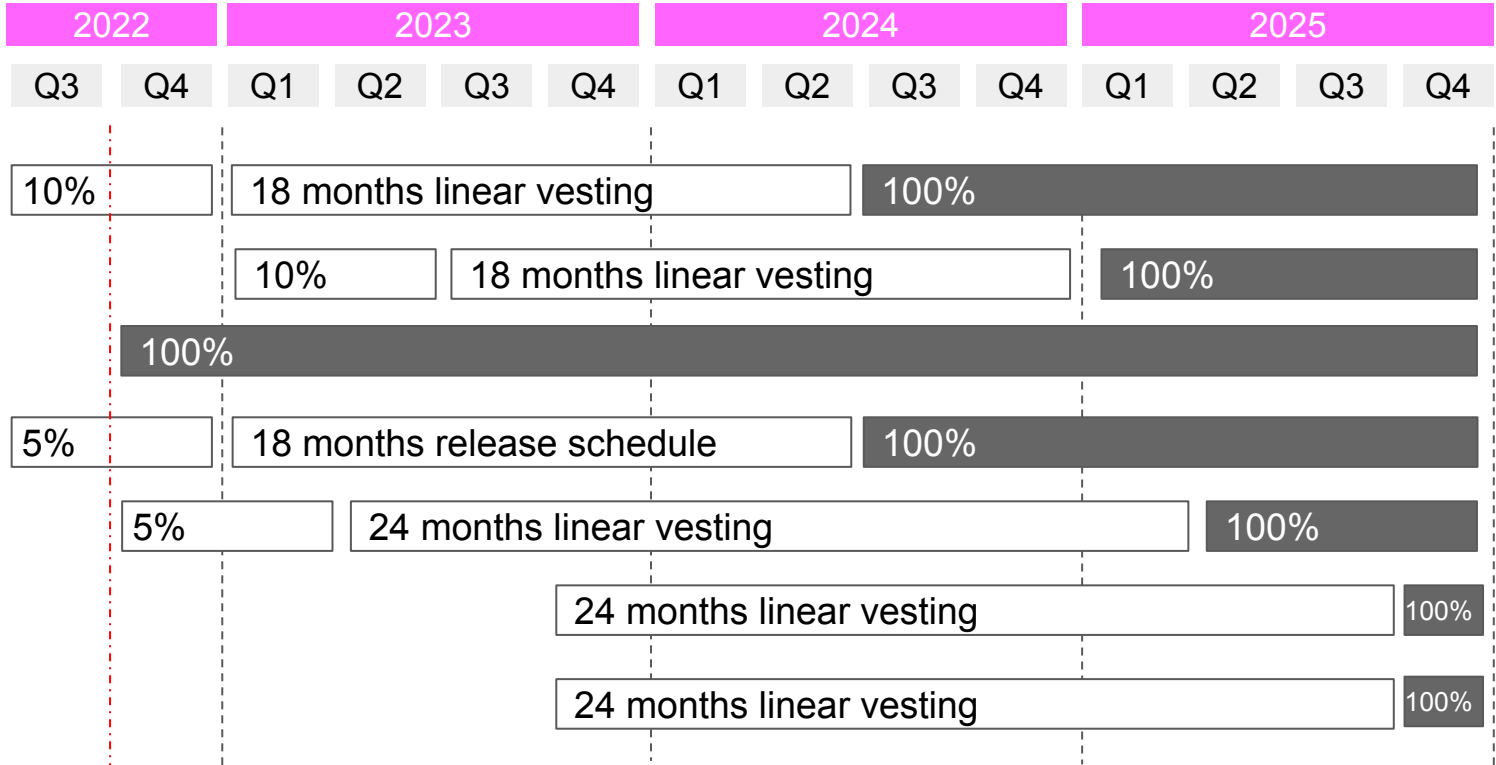 2022 2023 2024 2025
Q3 Q4 Q1 Q2 Q3 Q4 Q1 Q2 Q3 Q4 Q1 Q2 Q3 Q4
10% 18 months linear vesting 100%
10% 18 months linear vesting 100%
100%
5% 18 months release schedule 100%
5% 24 months linear vesting 100%
24 months linear vesting 100%
24 months linear vesting 100%